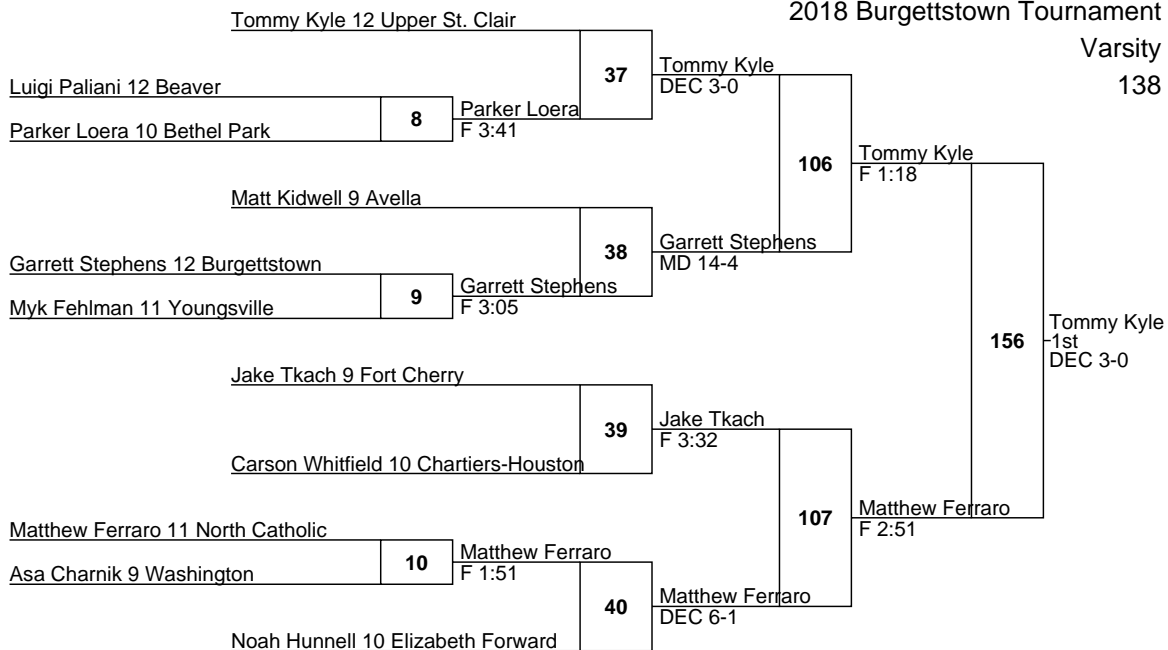 2018 Burgettstown Tournament
Varsity
138
Tommy Kyle 12 Upper St. Clair
37
Tommy Kyle
DEC 3-0
Luigi Paliani 12 Beaver
8
Parker Loera
F 3:41
Parker Loera 10 Bethel Park
106
Tommy Kyle
F 1:18
Matt Kidwell 9 Avella
38
Garrett Stephens
MD 14-4
Garrett Stephens 12 Burgettstown
9
Garrett Stephens
F 3:05
Myk Fehlman 11 Youngsville
156
Tommy Kyle
1st
DEC 3-0
Jake Tkach 9 Fort Cherry
39
Jake Tkach
F 3:32
Carson Whitfield 10 Chartiers-Houston
107
Matthew Ferraro
F 2:51
Matthew Ferraro 11 North Catholic
10
Matthew Ferraro
F 1:51
Asa Charnik 9 Washington
40
Matthew Ferraro
DEC 6-1
Noah Hunnell 10 Elizabeth Forward